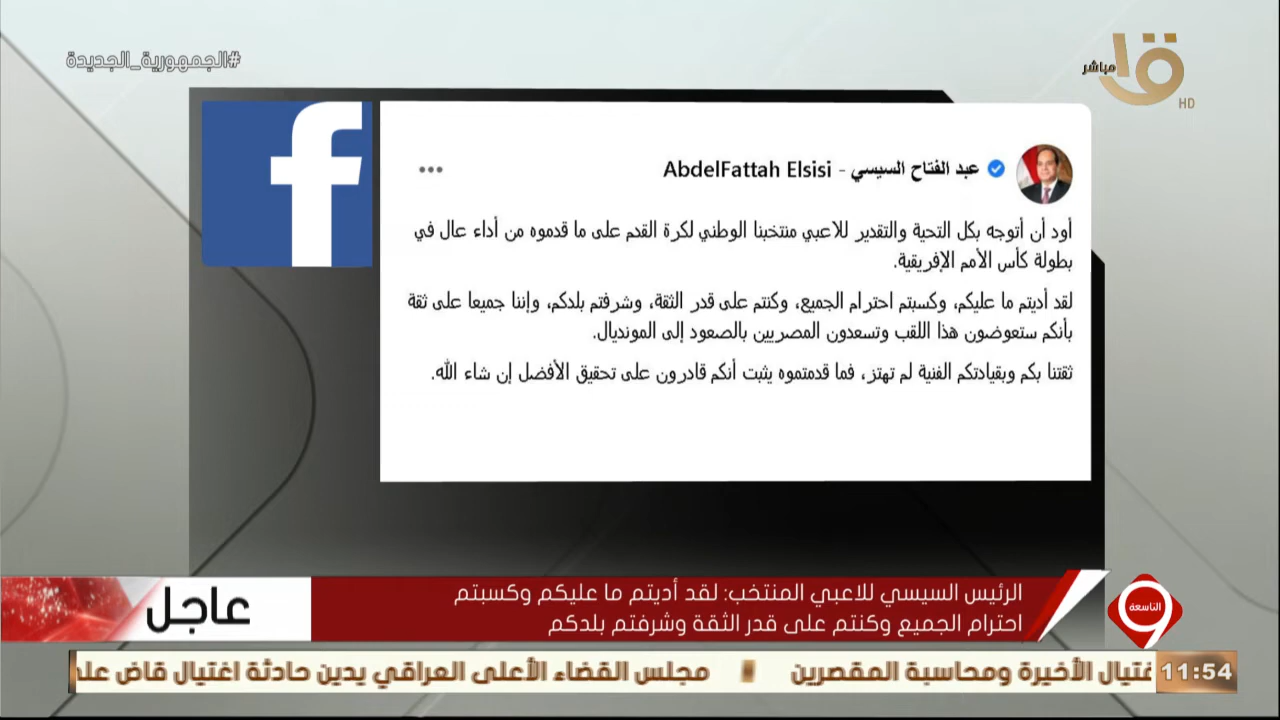 #الجمهورية_الجديدة
مباشر
HD
عبد الفتاح السيسي - AbdelFattah Elsisi
أود أن أتوجه بكل التحية والتقدير للاعبي منتخبنا الوطني لكرة القدم على ما قدموه من أداء عال في
بطولة كأس الأمم الإفريقية.
لقد أديتم ما عليكم، وكسبتم احترام الجميع، وكنتم على قدر الثقة، وشرفتم بلدكم، وإننا جميعا على ثقة
بأنكم ستعوضون هذا اللقب وتسعدون المصريين بالصعود إلى المونديال.
ثقتنا بكم وبقيادتكم الفنية لم تهتز، فما قدمتموه يثبت أنكم قادرون على تحقيق الأفضل إن شاء الله.
الرئيس السيسي للاعبي المنتخب: لقد أديتم ما عليكم وكسبتم
احترام الجميع وكنتم على قدر الثقة وشرفتم بلدكم
عاجل
التاسعة
11:54
غتيال الأخيرة ومحاسبة المقصرين
مجلس القضاء الأعلى العراقي يدين حادثة اغتيال قاض عل